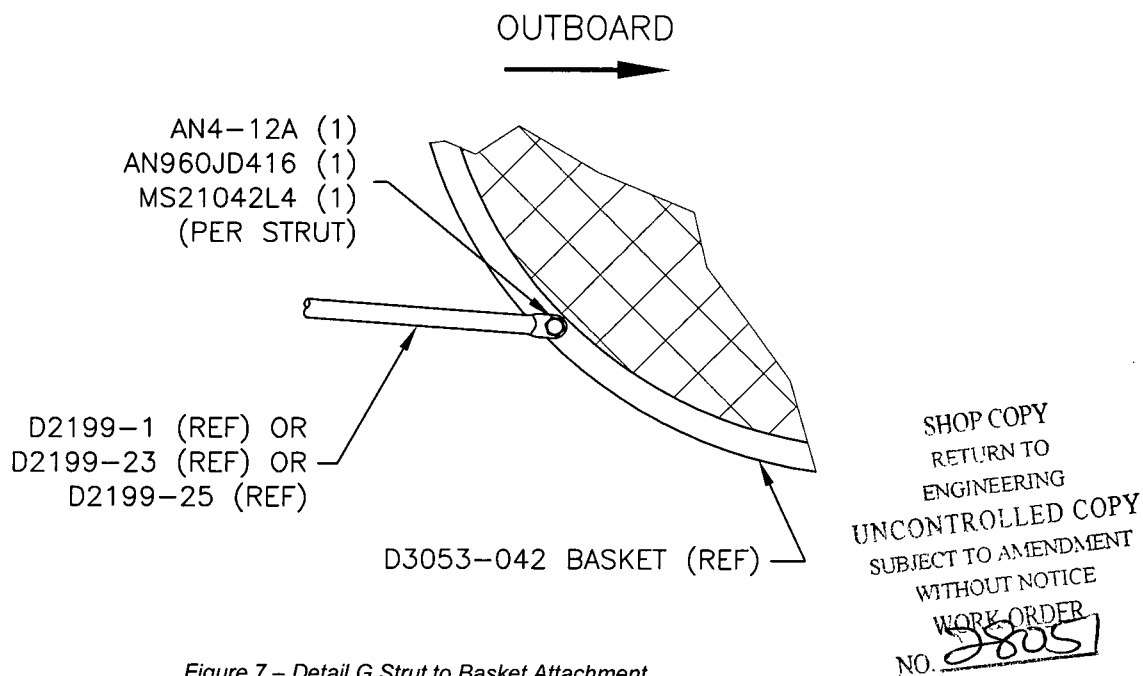 OUTBOARD
AN4-12A (1)
AN960JD416 (1)
MS21042L4 (1)
(PER STRUT)
D2199-1 (REF) OR
D2199-23 (REF) OR
D2199-25 (REF)
D3053-042 BASKET (REF)
SHOP COPY
RETURN TO
ENGINEERING
UNCONTROLLED COPY
SUBJECT TO AMENDMENT
WITHOUT NOTICE
WORK ORDER
NO. 28051
Figure 7 – Detail G Strut to Basket Attachment